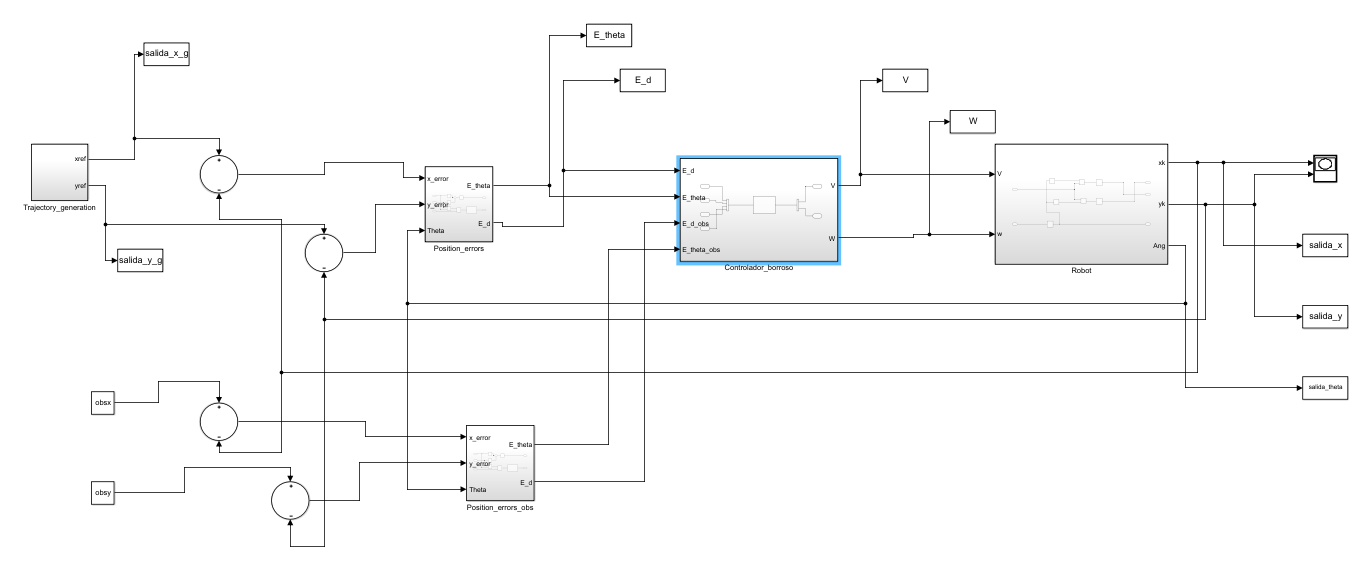 E_theta
salida_x_g
E_d
V
W
xref
yref
Trajectory_generation
+
−
salida_y_g
+
−
x_error
y_error
Theta
E_theta
E_d
Position_errors
E_d
E_theta
E_d_obs
E_theta_obs
V
W
Controlador_borroso
V
w
xk
yk
Ang
Robot
salida_x
salida_y
salida_theta
obsx
+
−
obsy
+
−
x_error
y_error
Theta
E_theta
E_d
Position_errors_obs